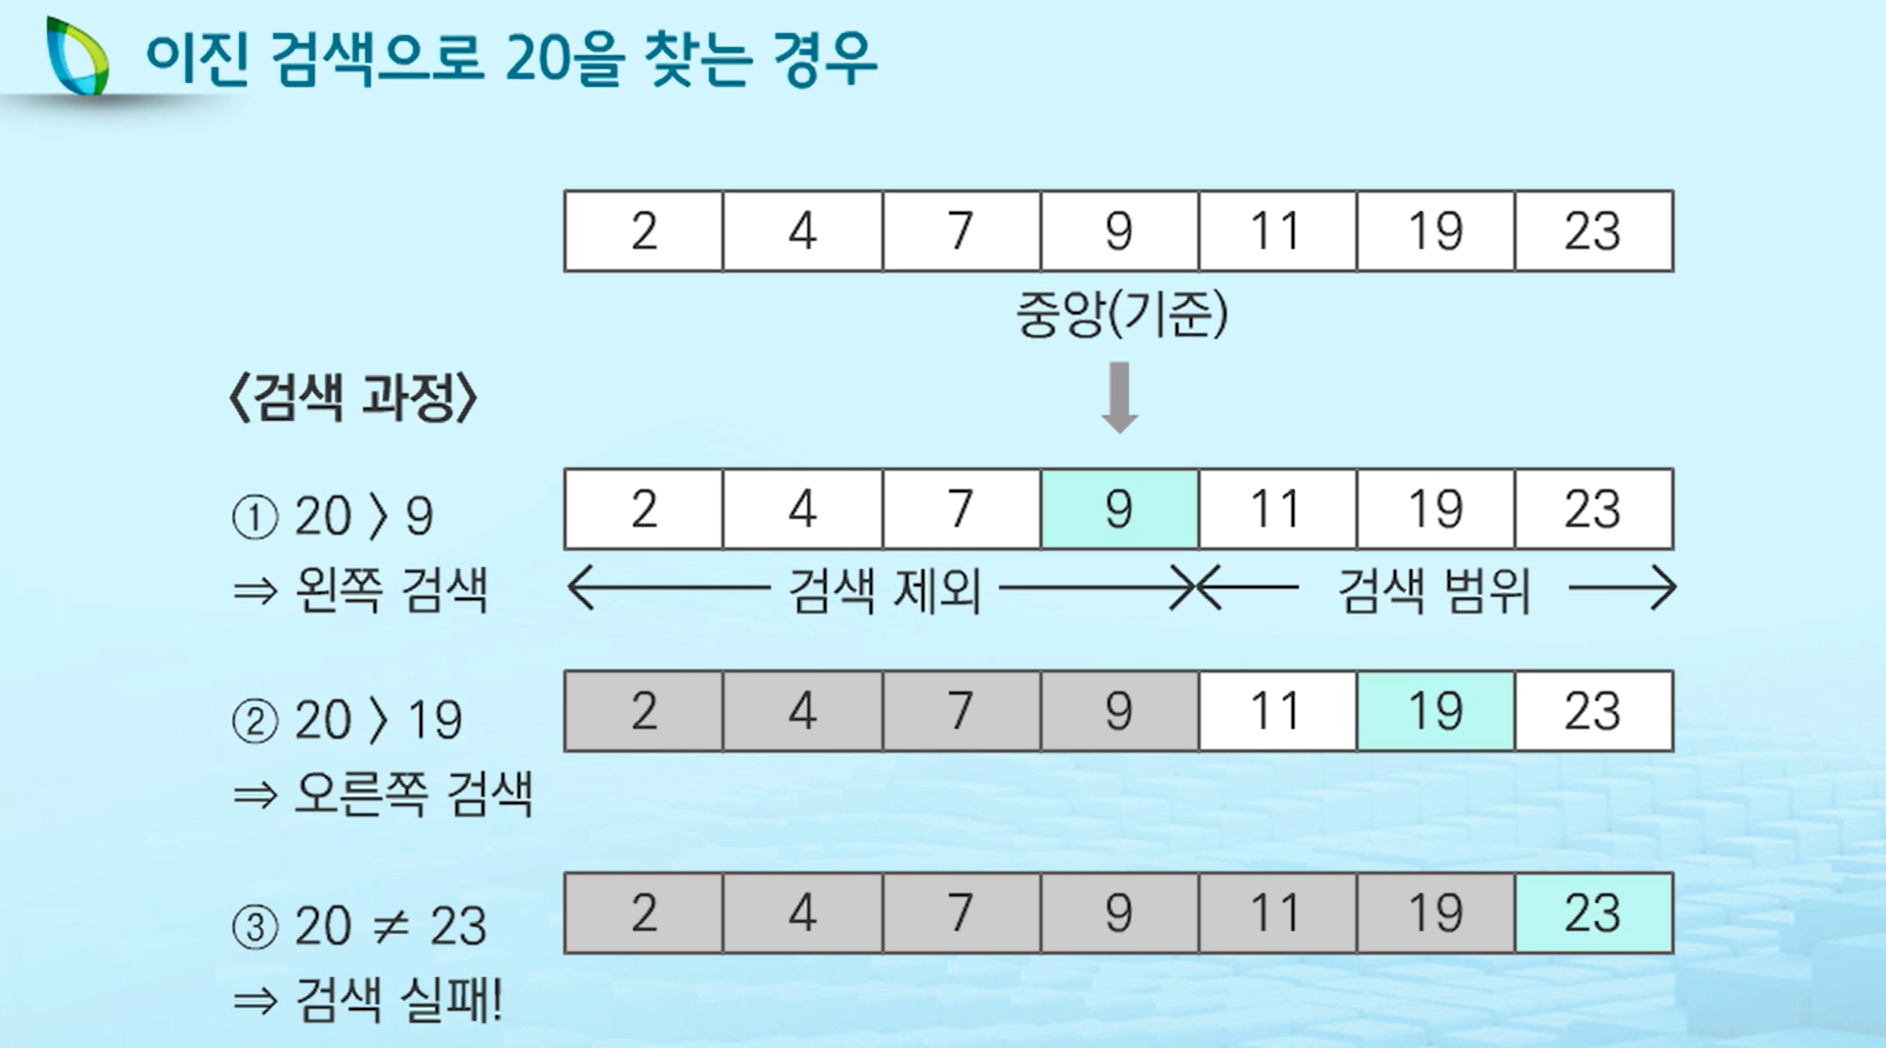 이진 검색으로 20을 찾는 경우
2 4 7 9 11 19 23
중앙(기준)
〈검색 과정〉
① 20 〉 9
2 4 7 9 11 19 23
⇒ 왼쪽 검색
검색 제외 검색 범위
② 20 〉 19
2 4 7 9 11 19 23
⇒ 오른쪽 검색
③ 20 ≠ 23
2 4 7 9 11 19 23
⇒ 검색 실패!